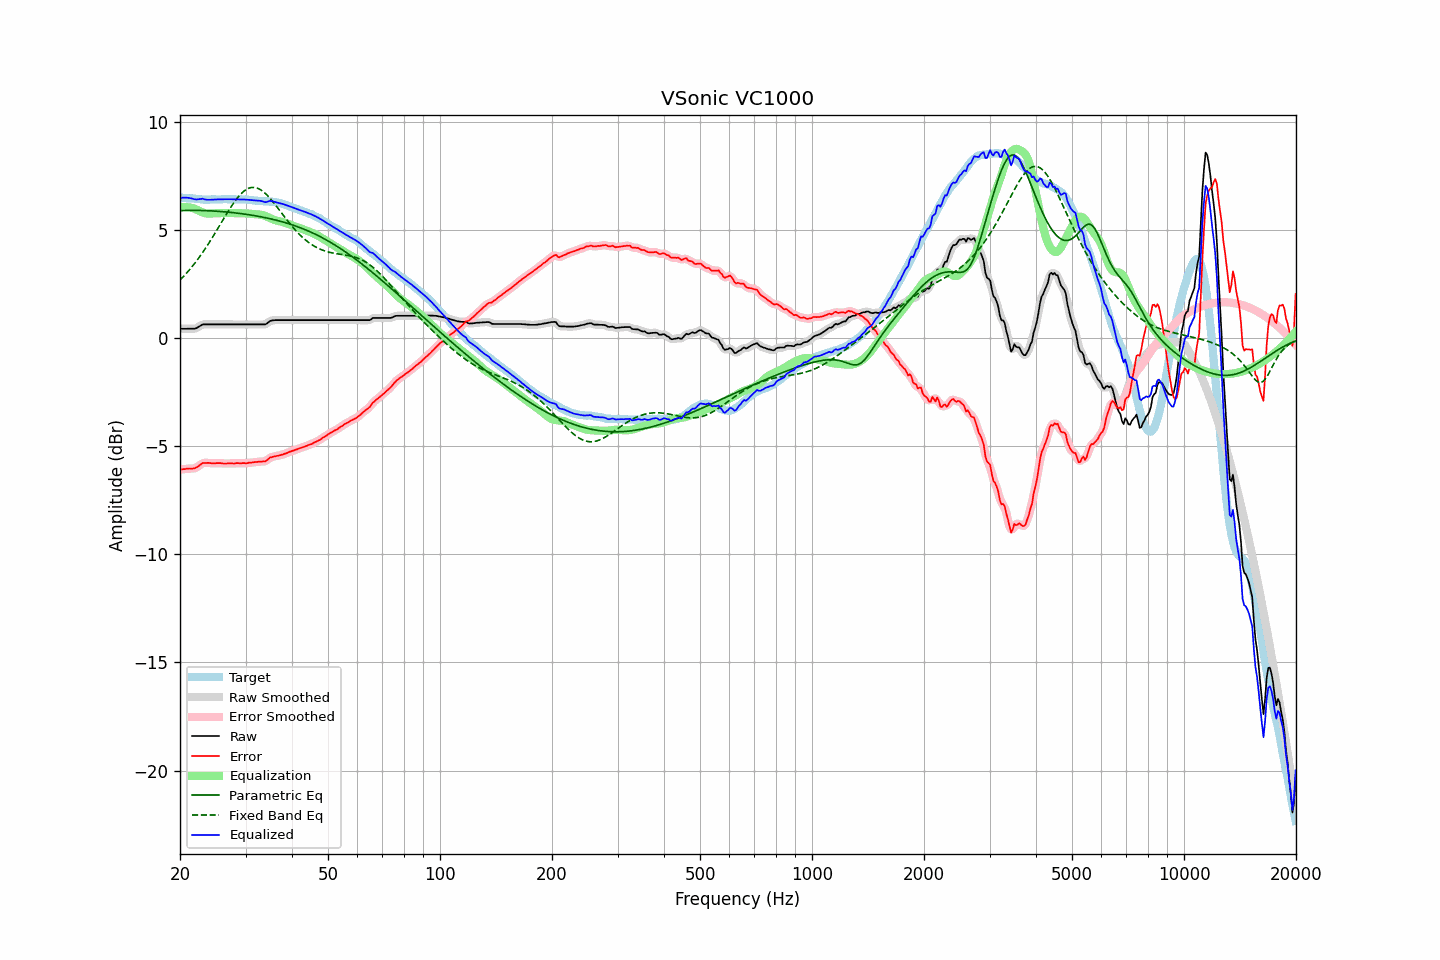 VSonic VC1000
Amplitude (dBr)
10
5
0
−5
−10
−15
−20
Target
Raw Smoothed
Error Smoothed
Raw
Error
Equalization
Parametric Eq
Fixed Band Eq
Equalized
20
50
100
200
500
1000
2000
5000
10000
20000
Frequency (Hz)